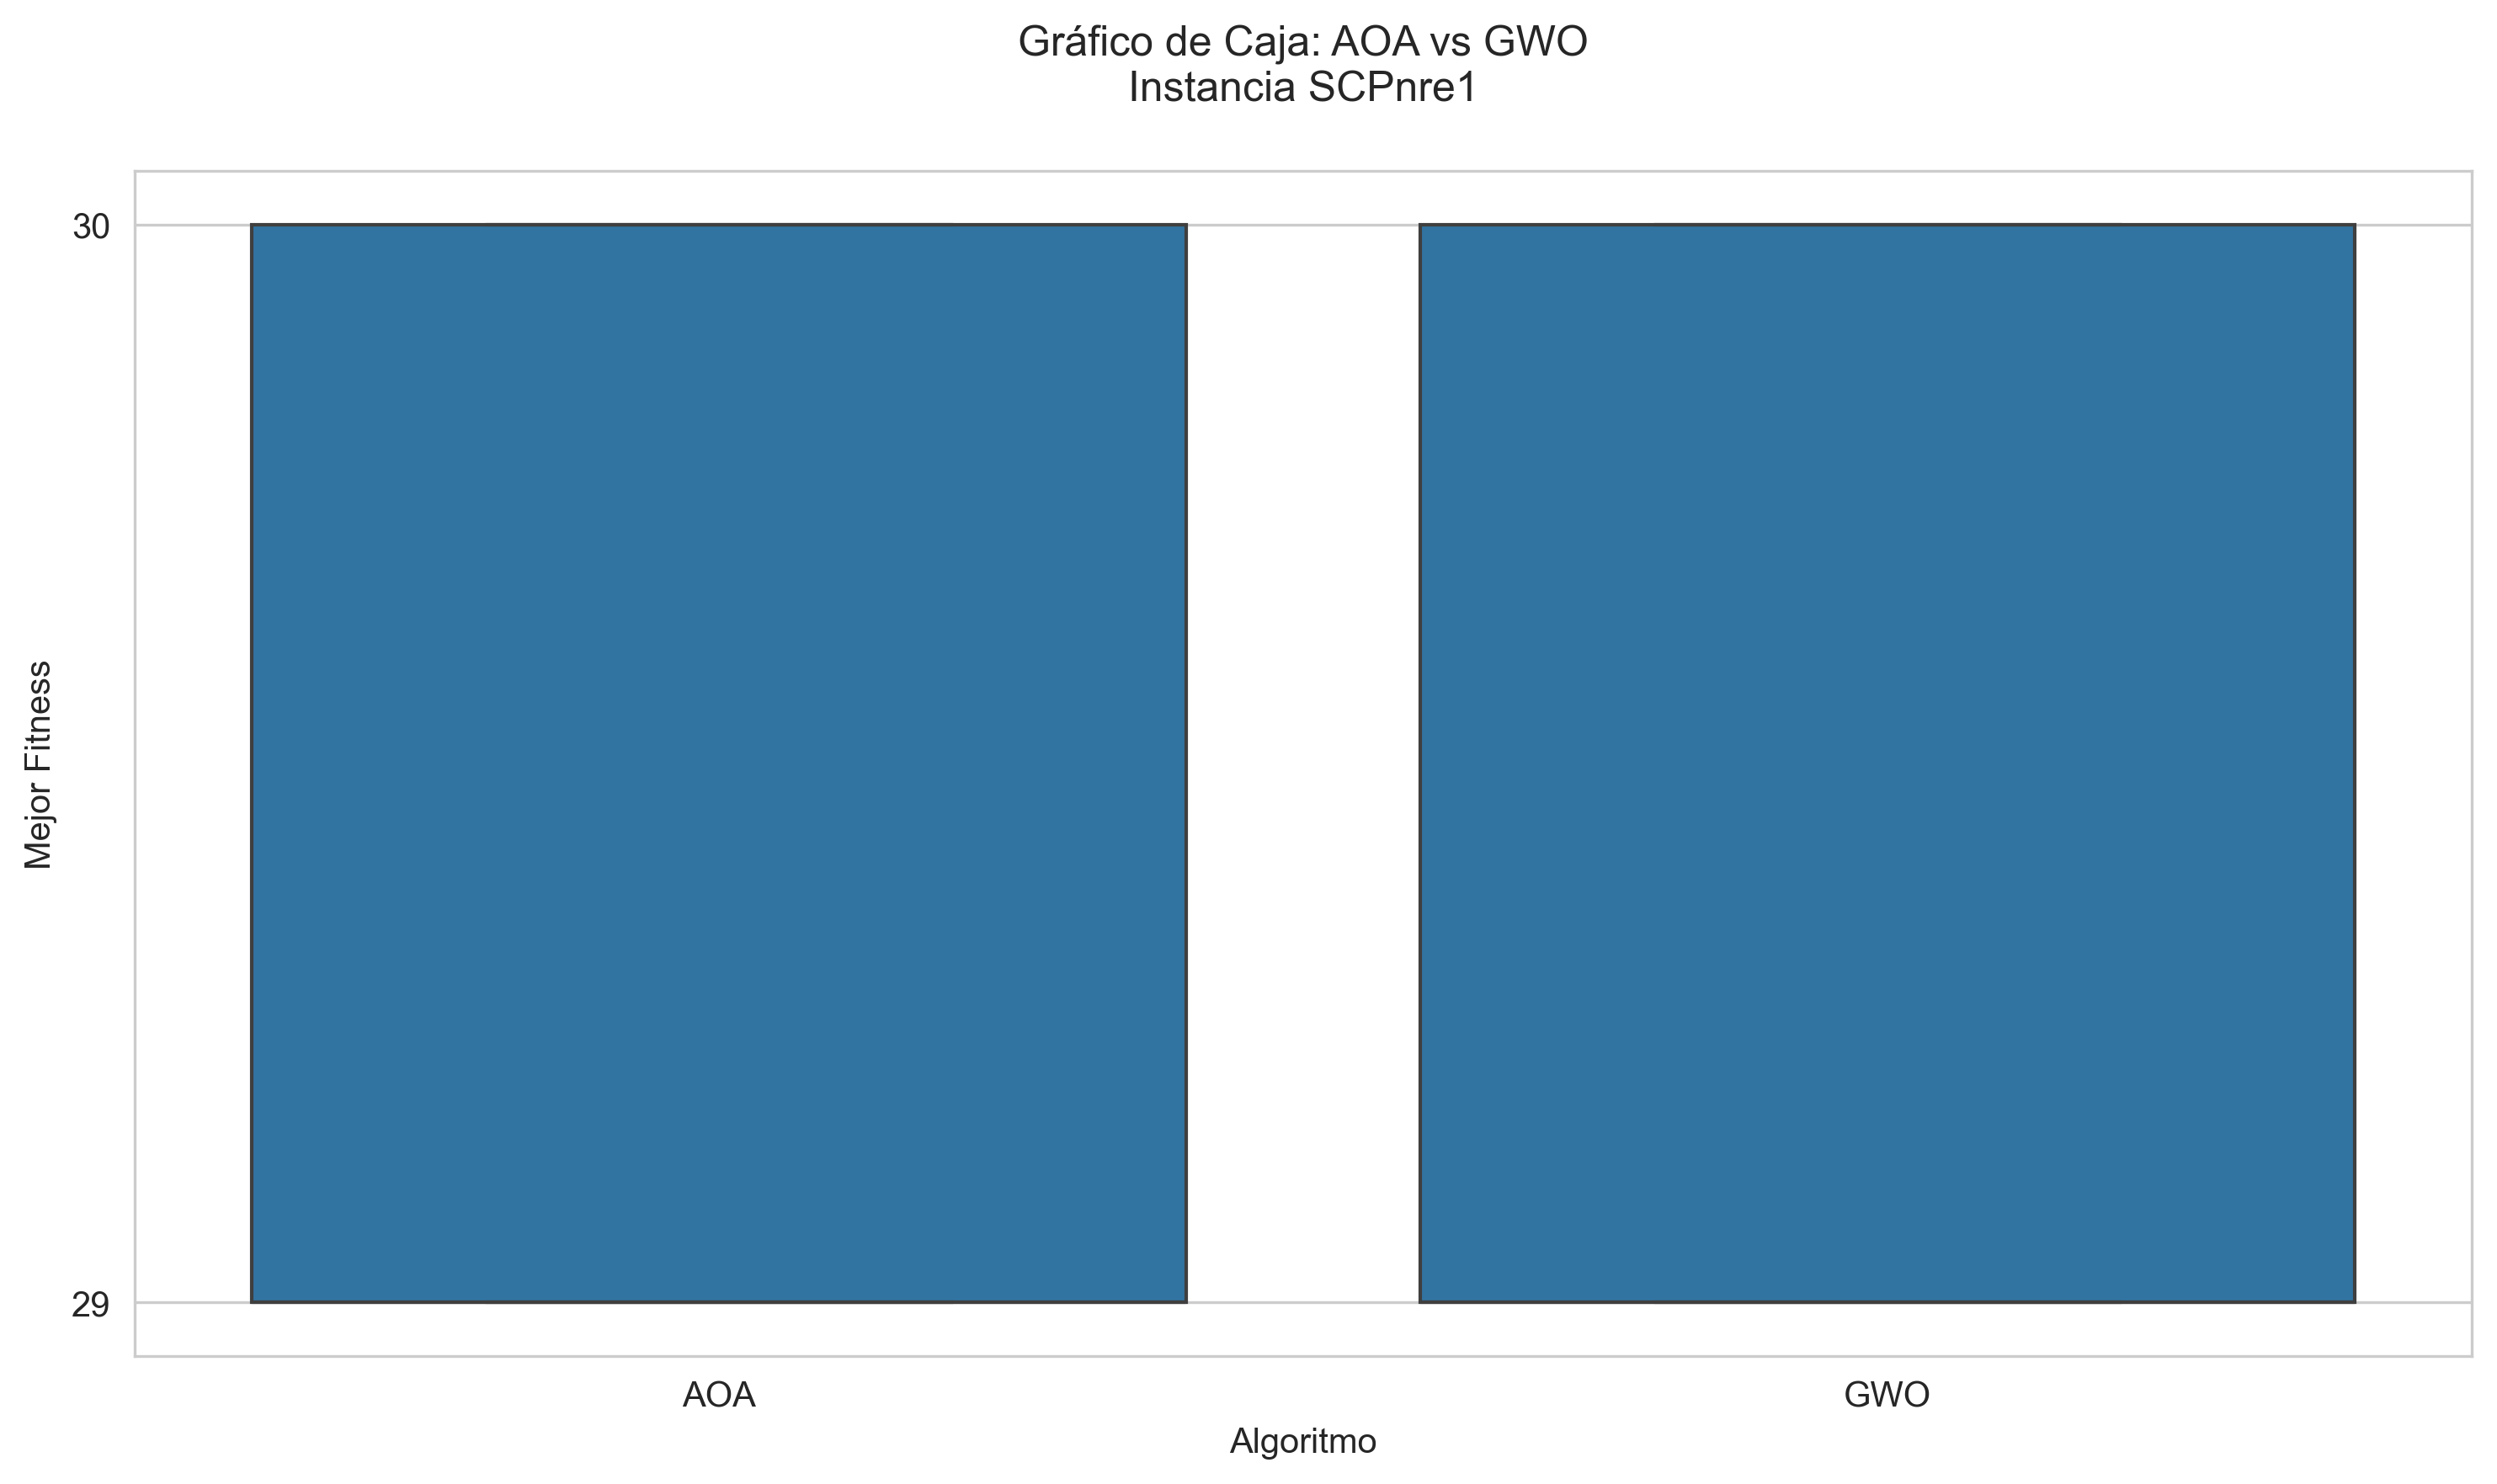 Gráfico de Caja: AOA vs GWO
Instancia SCPnre1
Mejor Fitness
30
29
AOA
GWO
Algoritmo